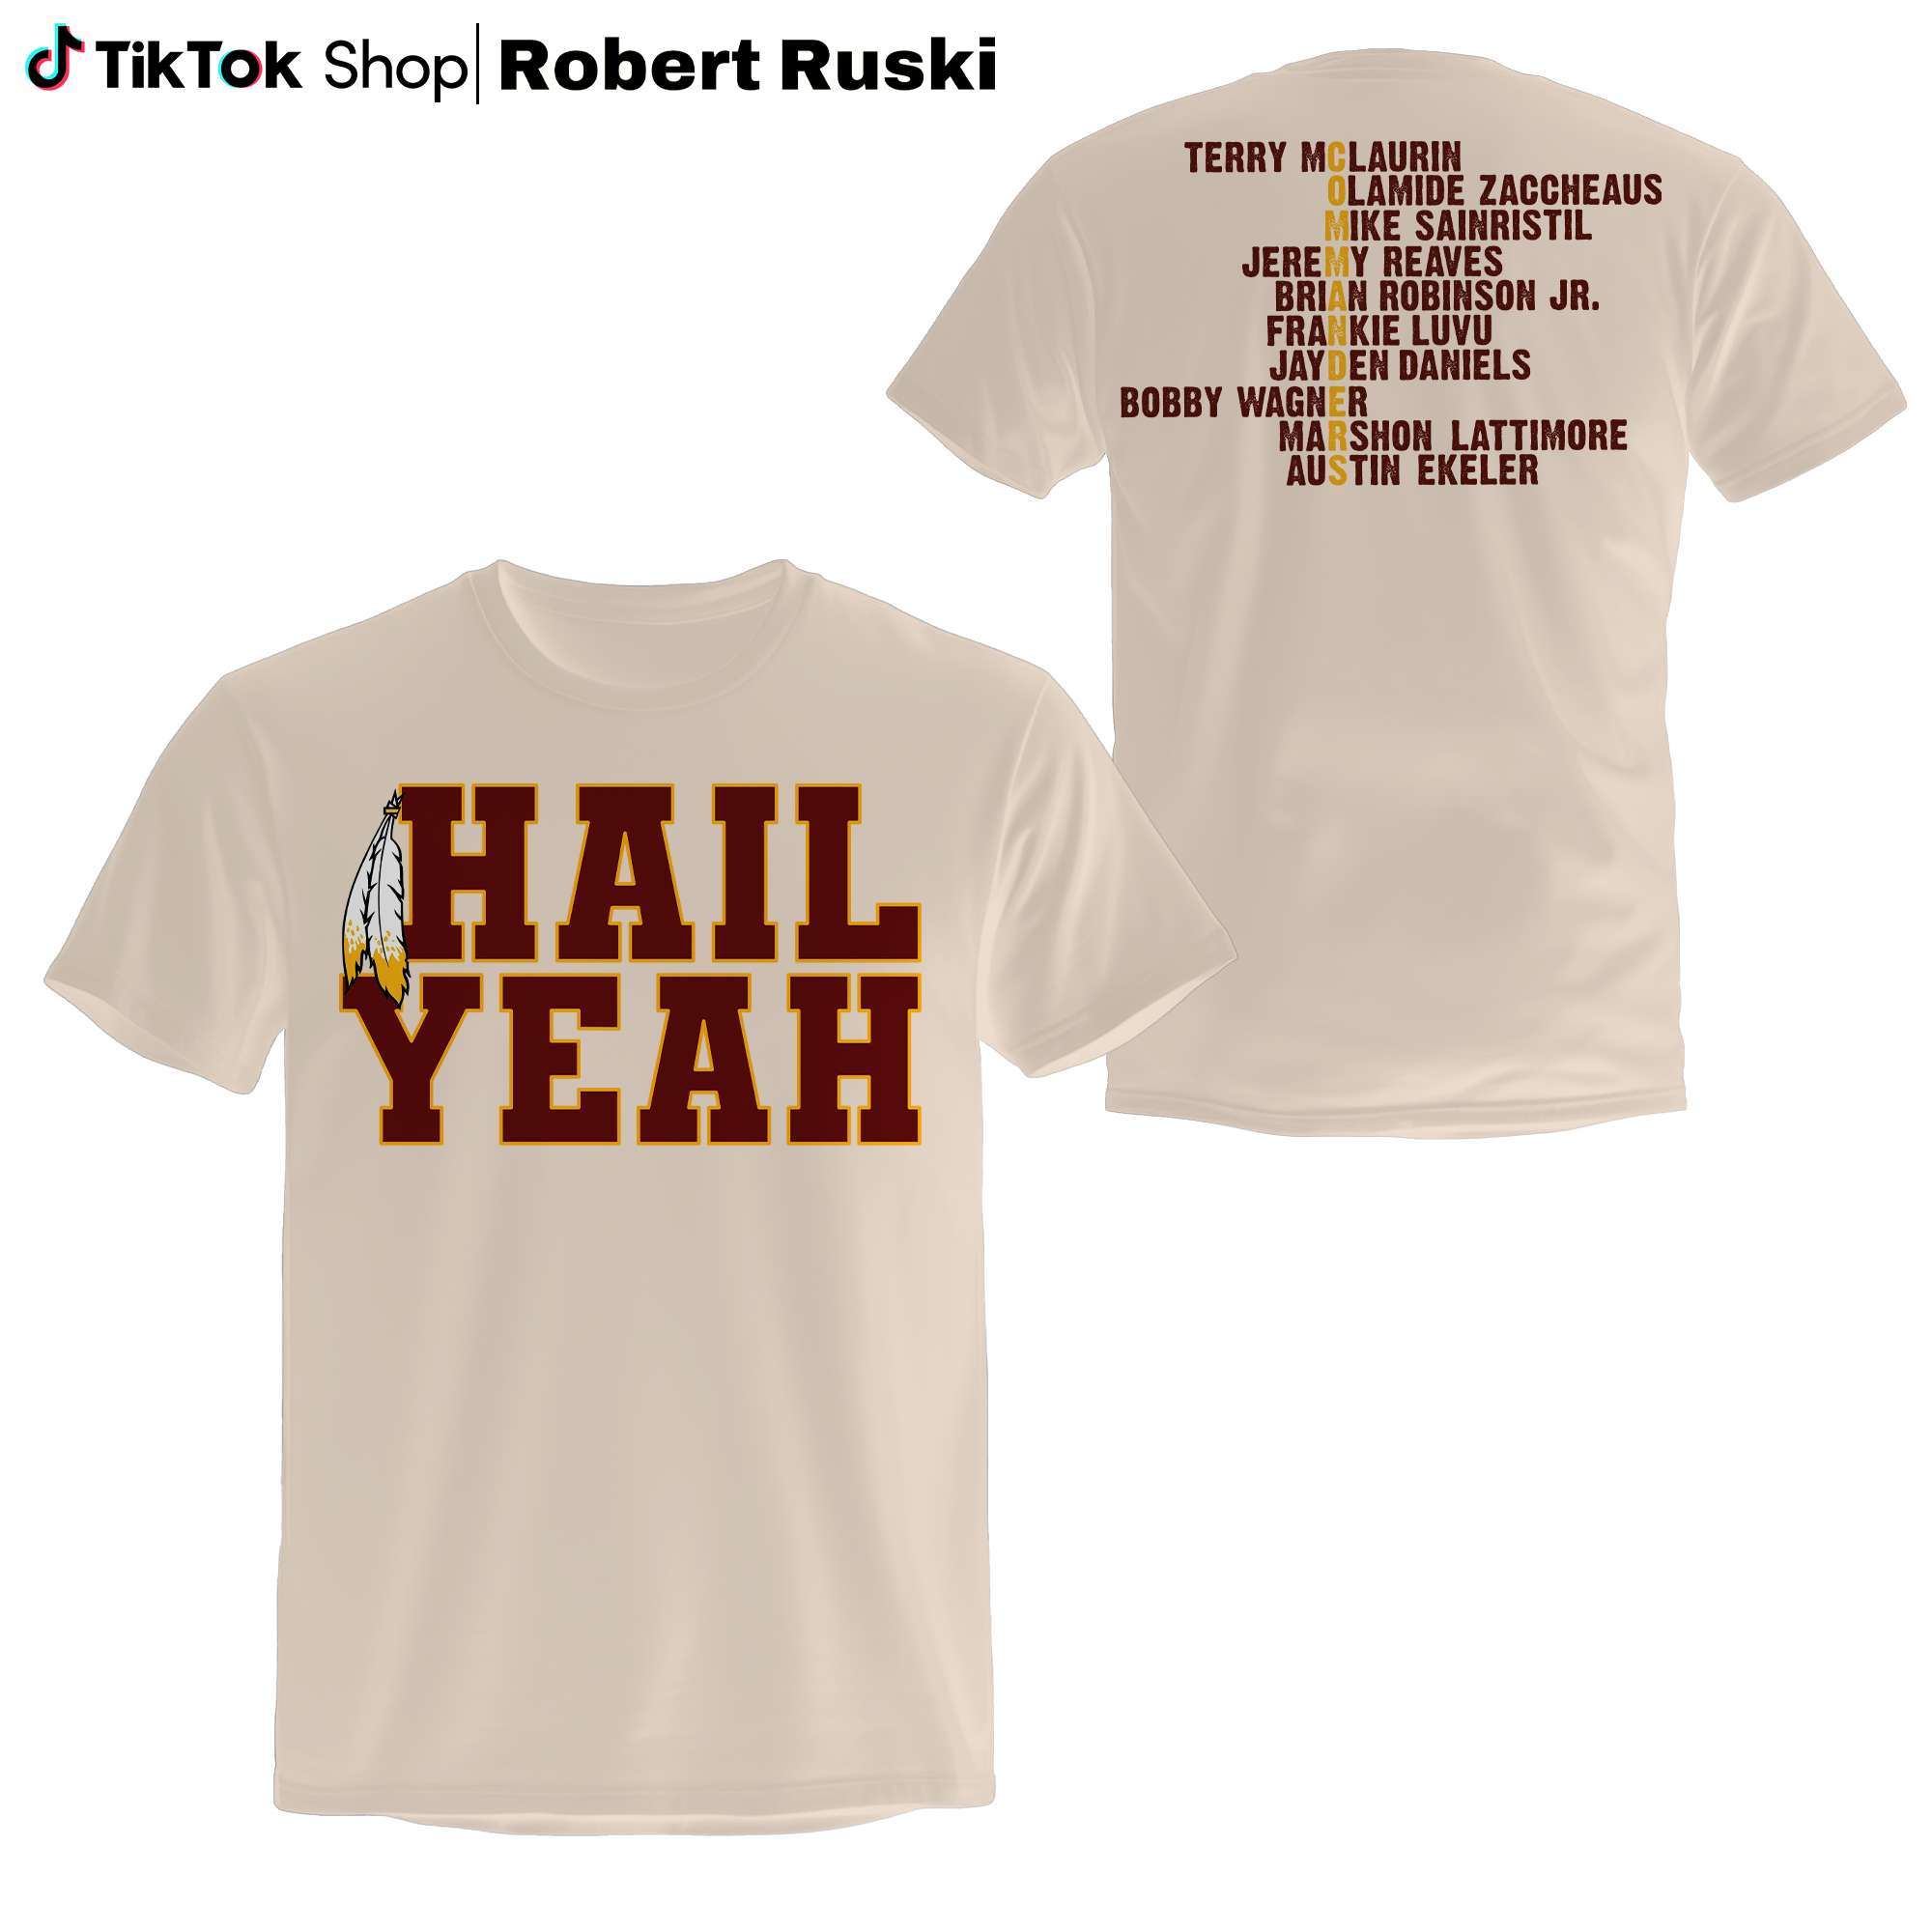 TikTok Shop | Robert Ruski
TERRY MCLAURIN
OLAMIDE ZACCHEAUS
MIKE SAINRISTIL
JEREMY REAVES
BRIAN ROBINSON JR.
FRANKIE LUVU
JAYDEN DANIELS
BOBBY WAGNER
MARSHON LATTIMORE
AUSTIN EKELER
HAIL
YEAH